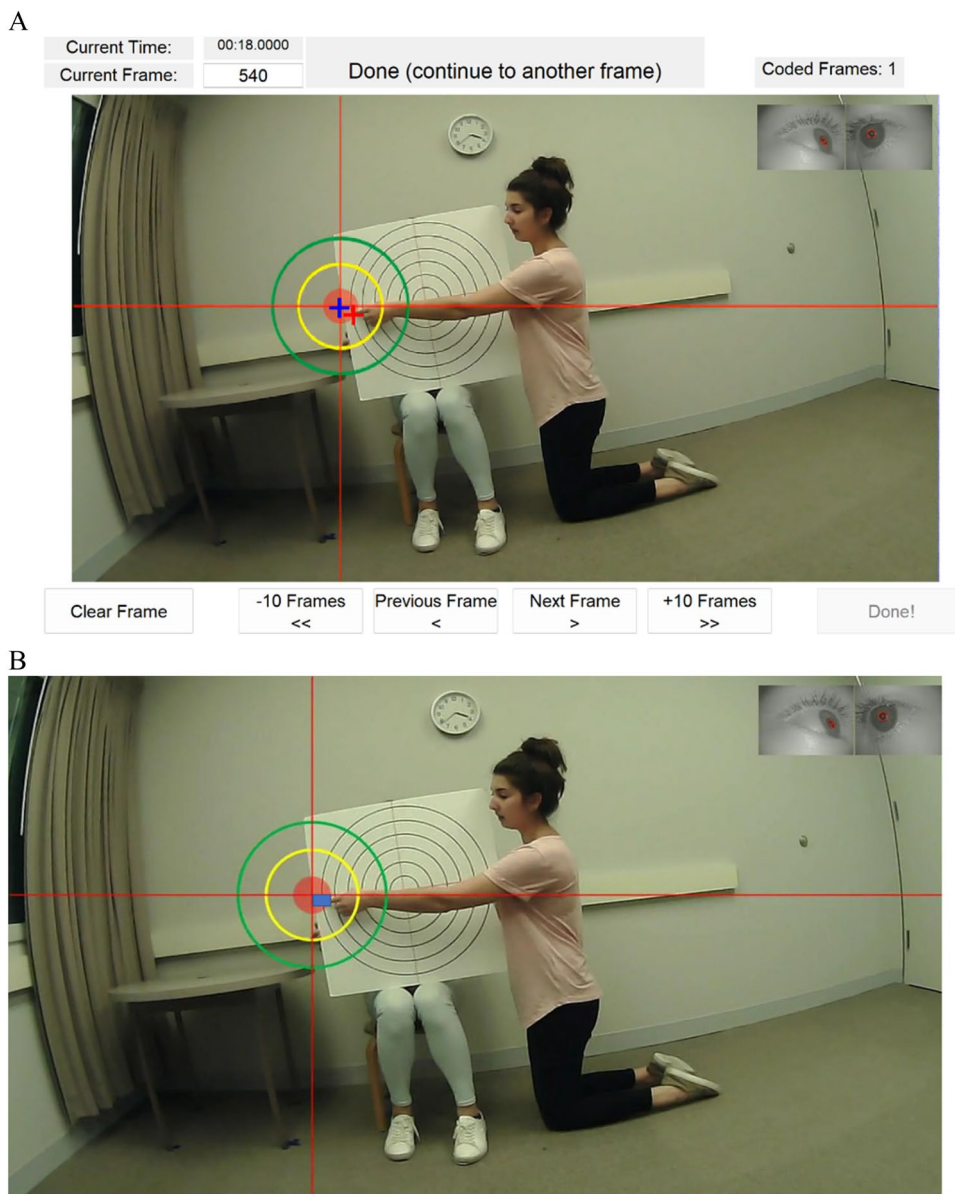 A
Current Time: 00:18.0000
Current Frame: 540
Done (continue to another frame)
Coded Frames: 1
Clear Frame
-10 Frames
<<
Previous Frame
<
Next Frame
>
+10 Frames
>>
Done!
B